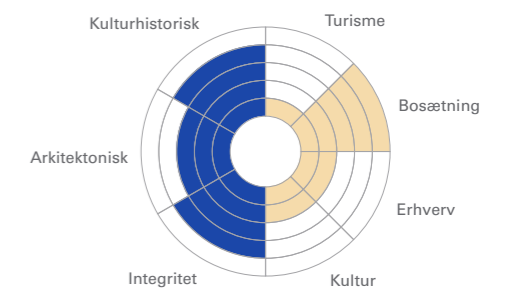 Kulturhistorisk
Turisme
Bosætning
Arkitektonisk
Erhverv
Integritet
Kultur